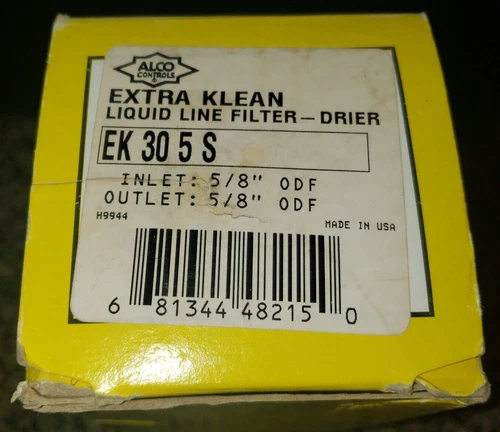 ALCO
CONTROLS
EXTRA KLEAN
LIQUID LINE FILTER-DRIER
EK 30 5 S
INLET: 5/8" ODF
OUTLET: 5/8" ODF
H9944
MADE IN USA
6 81344 48215 0